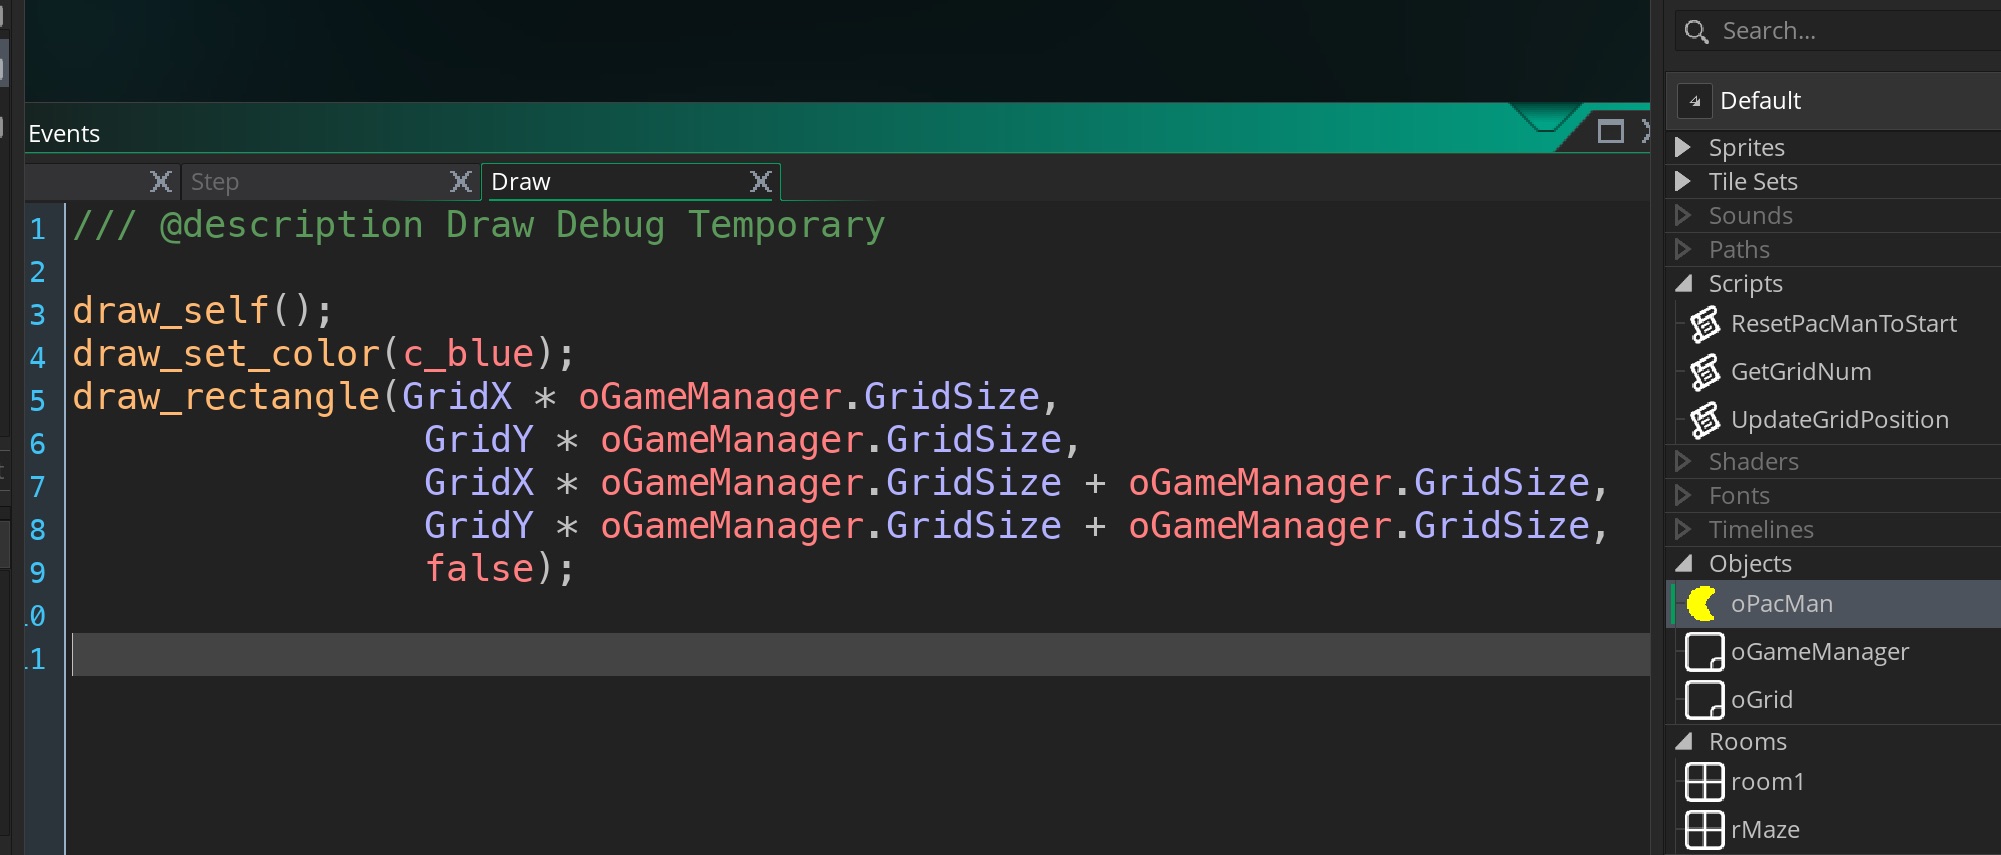 Search...
Default
Events
Step
Draw
1 /// @description Draw Debug Temporary
2
3 draw_self();
4 draw_set_color(c_blue);
5 draw_rectangle(GridX * oGameManager.GridSize,
6 GridY * oGameManager.GridSize,
7 GridX * oGameManager.GridSize + oGameManager.GridSize,
8 GridY * oGameManager.GridSize + oGameManager.GridSize,
9 false);
10
11
Sprites
Tile Sets
Sounds
Paths
Scripts
ResetPacManToStart
GetGridNum
UpdateGridPosition
Shaders
Fonts
Timelines
Objects
oPacMan
oGameManager
oGrid
Rooms
room1
rMaze